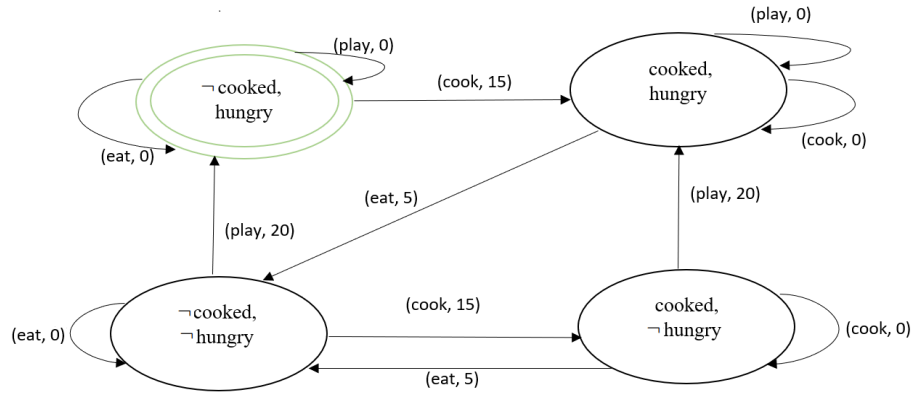 (play, 0)
(play, 0)
¬cooked,
hungry
(cook, 15)
cooked,
hungry
(cook, 0)
(eat, 0)
(eat, 5)
(play, 20)
(play, 20)
¬cooked,
¬hungry
(cook, 15)
cooked,
¬hungry
(eat, 0)
(cook, 0)
(eat, 5)